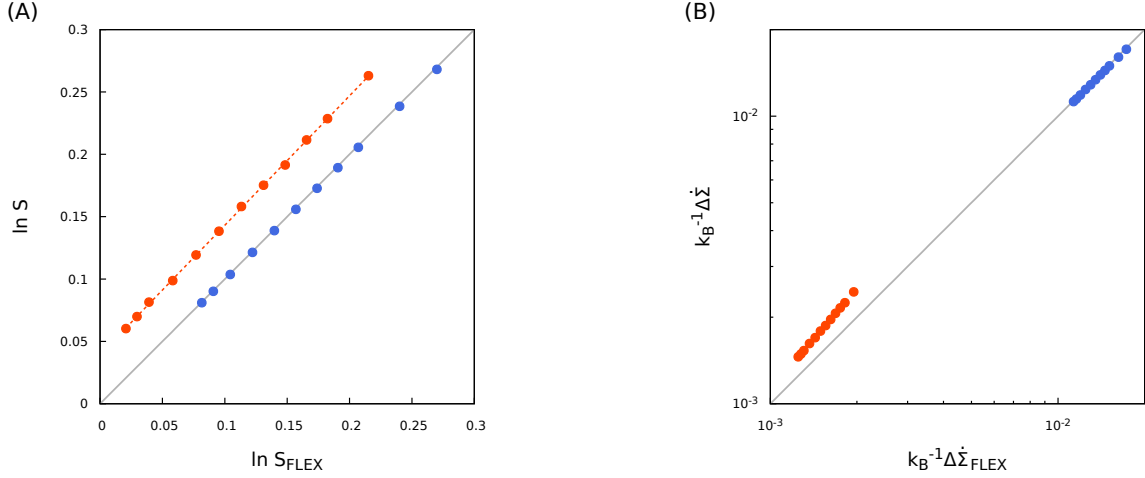 (A)
0.3
0.25
0.2
0.15
0.1
0.05
0
ln S
0 0.05 0.1 0.15 0.2 0.25 0.3
ln S_FLEX
(B)
10⁻²
10⁻³
k_B⁻¹ΔΣ̇
10⁻³ 10⁻²
k_B⁻¹ΔΣ̇_FLEX